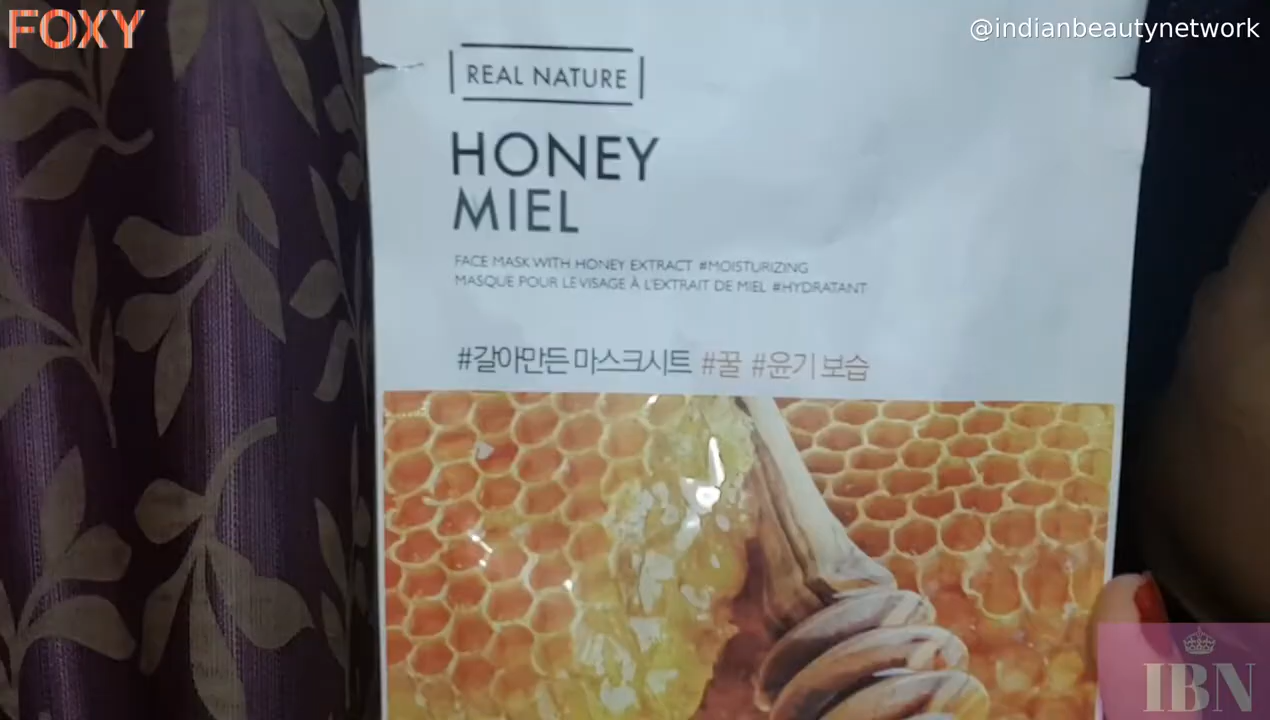 FOXY
@indianbeautynetwork
REAL NATURE
HONEY
MIEL
FACE MASK WITH HONEY EXTRACT #MOISTURIZING
MASQUE POUR LE VISAGE À L'EXTRAIT DE MIEL #HYDRATANT
#갈아만든 마스크시트 #꿀 #윤기 보습
IBN